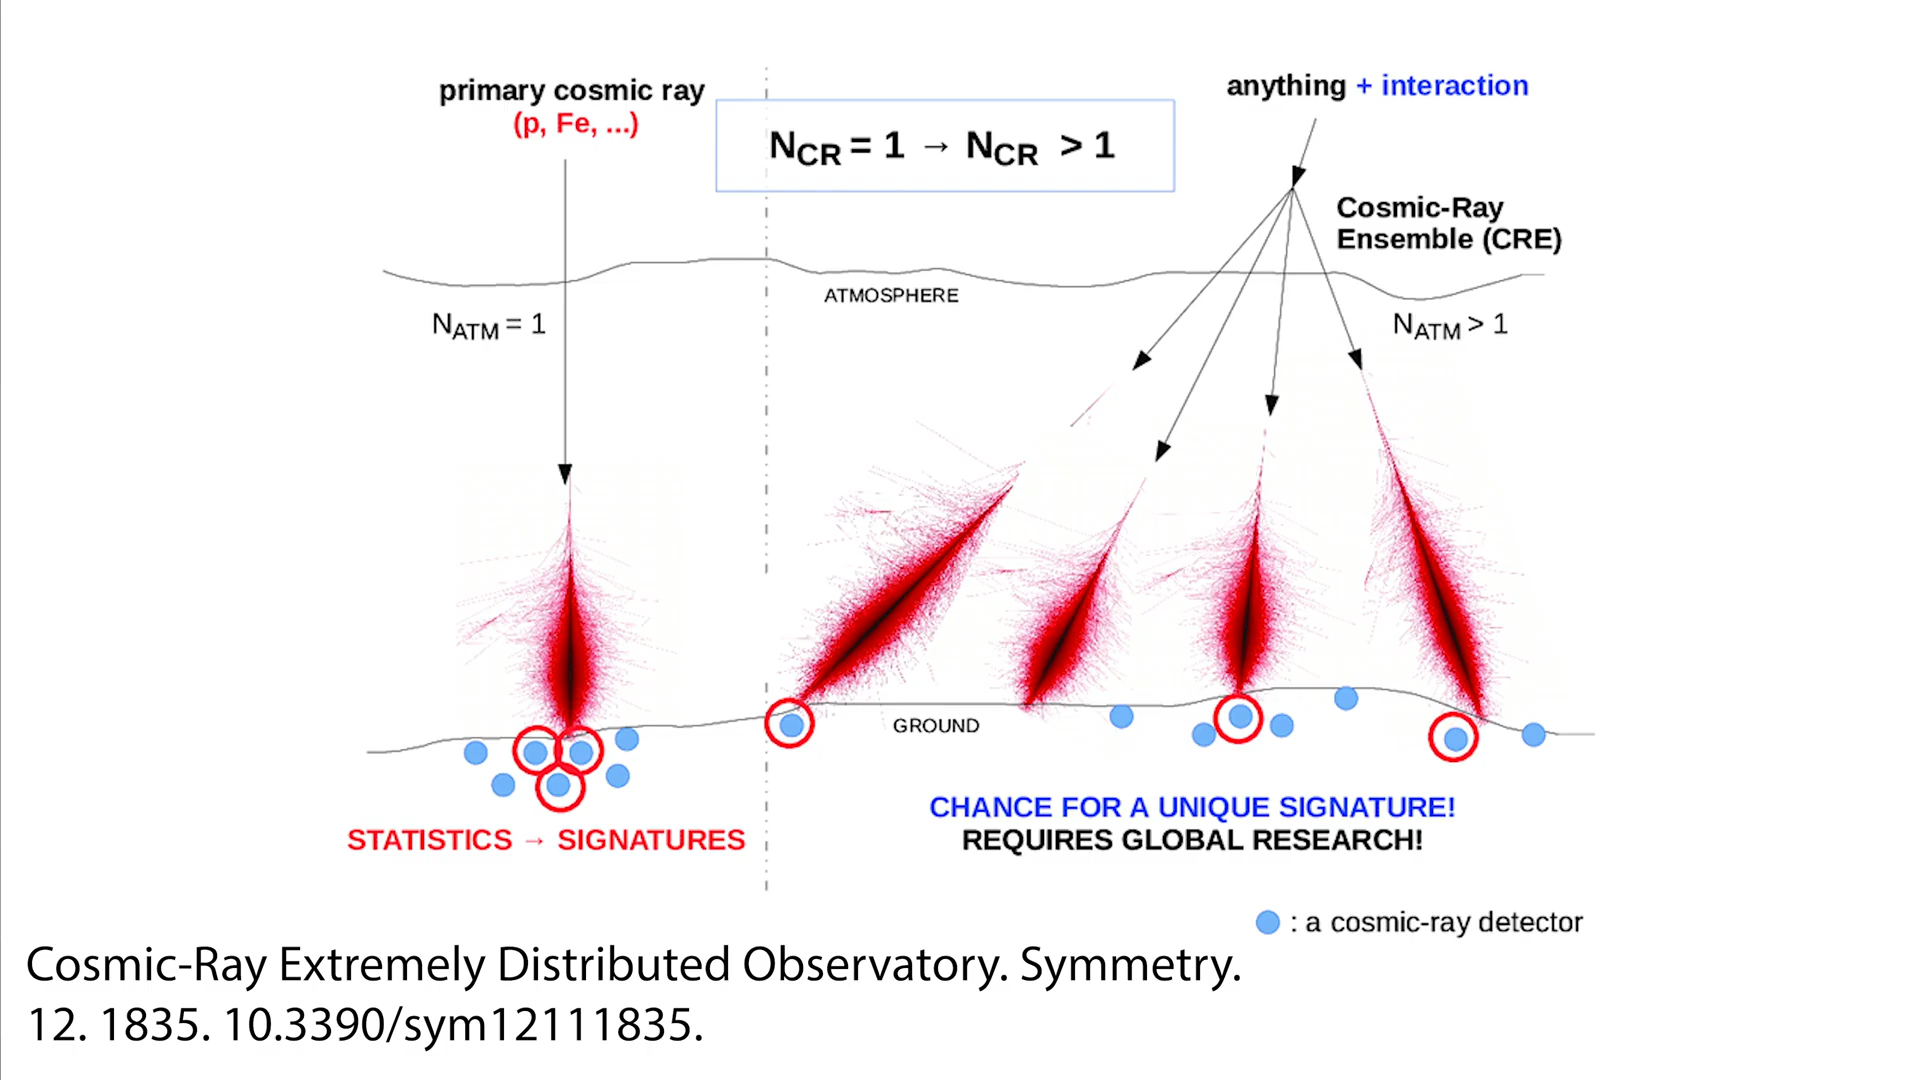 primary cosmic ray
(p, Fe, ...)
NCR = 1 → NCR > 1
anything + interaction
Cosmic-Ray
Ensemble (CRE)
ATMOSPHERE
NATM = 1
NATM > 1
GROUND
STATISTICS → SIGNATURES
CHANCE FOR A UNIQUE SIGNATURE!
REQUIRES GLOBAL RESEARCH!
: a cosmic-ray detector
Cosmic-Ray Extremely Distributed Observatory. Symmetry.
12. 1835. 10.3390/sym12111835.